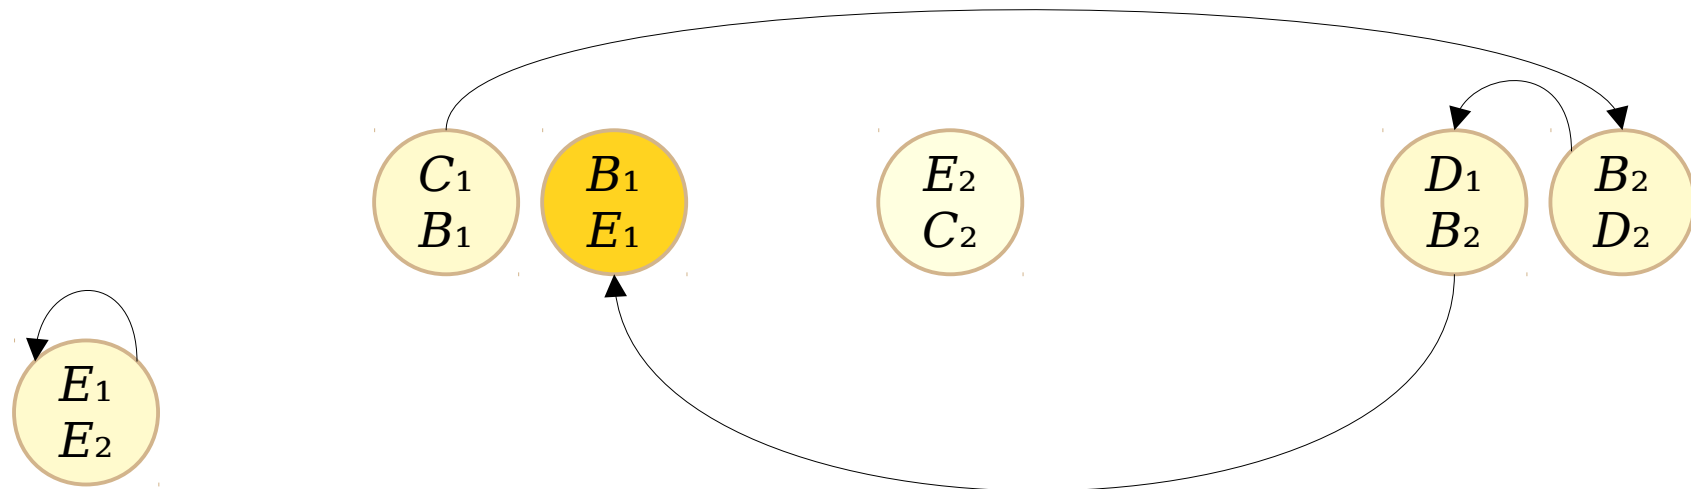 C₁
B₁
B₁
E₁
E₂
C₂
D₁
B₂
B₂
D₂
E₁
E₂